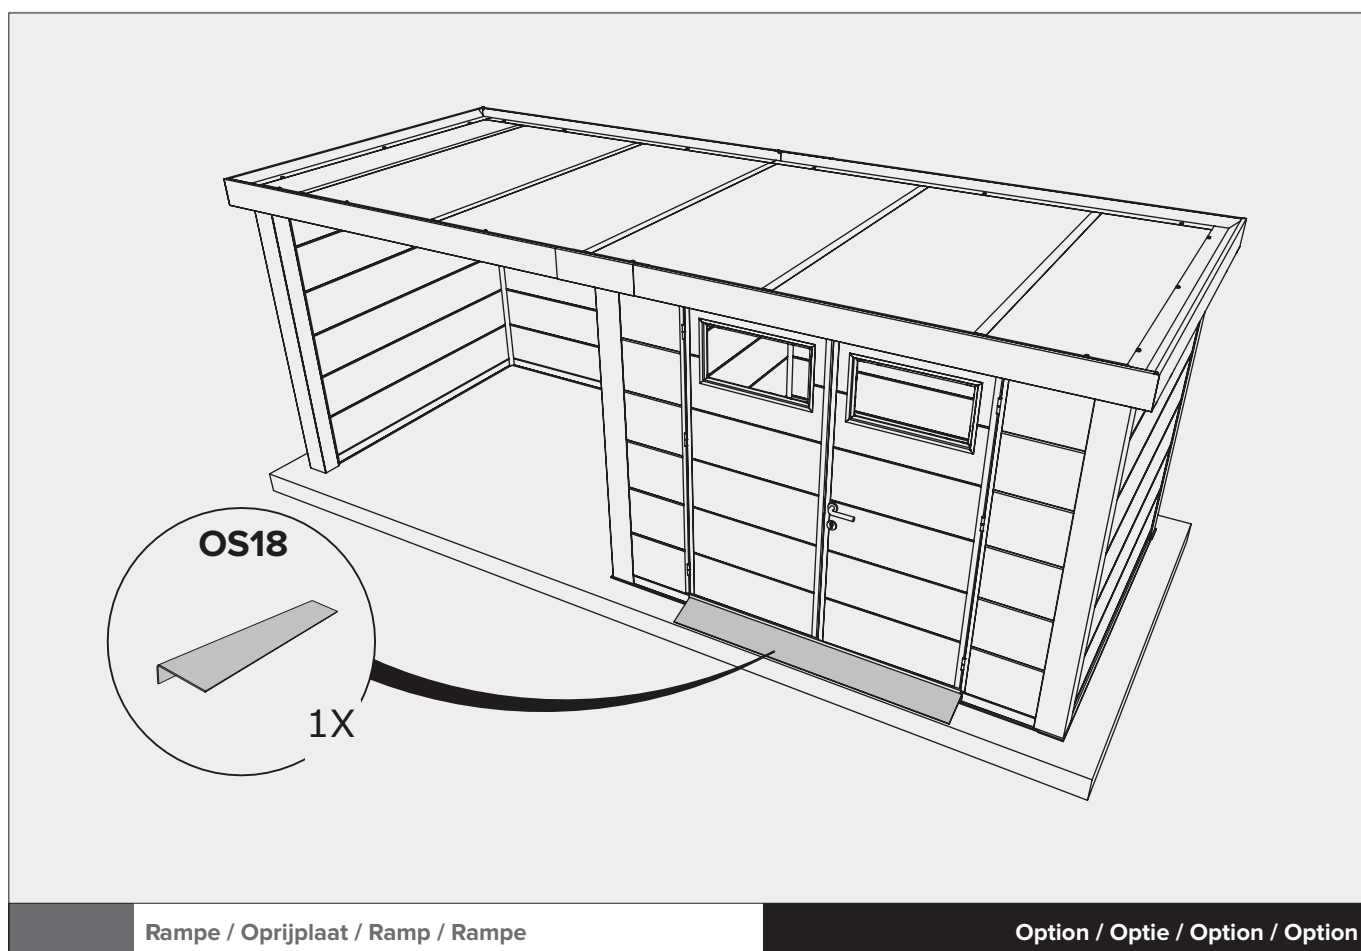 OS18
1X
Rampe / Oprijplaat / Ramp / Rampe
Option / Optie / Option / Option